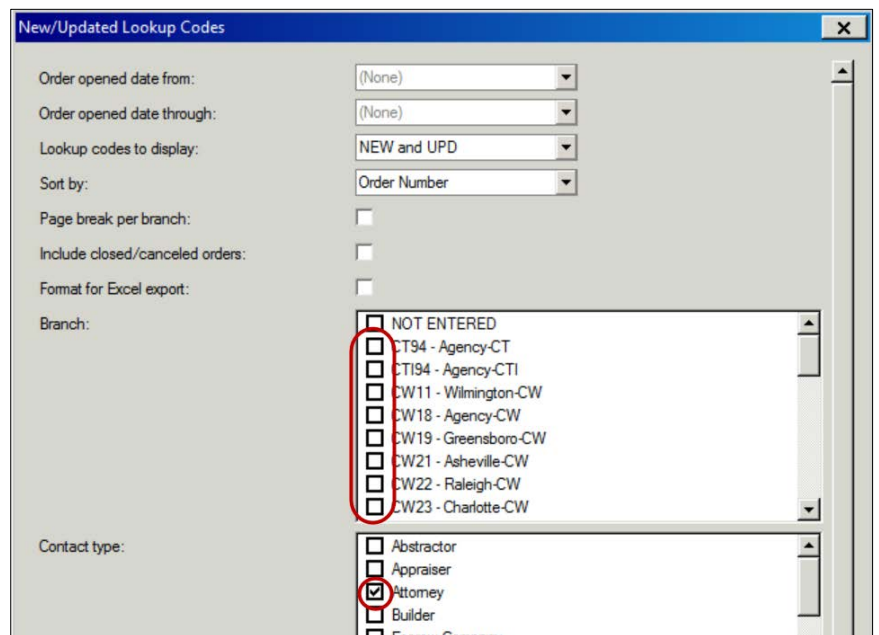 New/Updated Lookup Codes
Order opened date from: (None)
Order opened date through: (None)
Lookup codes to display: NEW and UPD
Sort by: Order Number
Page break per branch:
Include closed/canceled orders:
Format for Excel export:
Branch: NOT ENTERED
CT94 - Agency-CT
CTI94 - Agency-CTI
CW11 - Wilmington-CW
CW18 - Agency-CW
CW19 - Greensboro-CW
CW21 - Asheville-CW
CW22 - Raleigh-CW
CW23 - Charlotte-CW
Contact type: Abstractor
Appraiser
Attorney
Builder